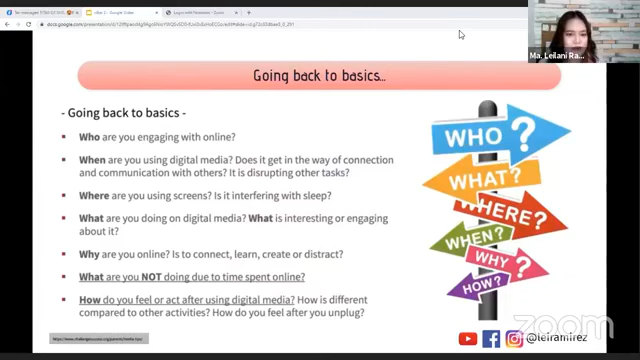 docs.google.com/presentation
Ma. Leilani Ra...
Going back to basics...
- Going back to basics -
Who are you engaging with online?
When are you using digital media? Does it get in the way of connection
and communication with others? It is disrupting other tasks?
Where are you using screens? Is it interfering with sleep?
What are you doing on digital media? What is interesting or engaging
about it?
Why are you online? Is to connect, learn, create or distract?
What are you NOT doing due to time spent online?
How do you feel or act after using digital media? How is different
compared to other activities? How do you feel after you unplug?
WHO?
WHAT?
WHERE?
WHEN?
WHY?
HOW?
zoom
@leiramirez